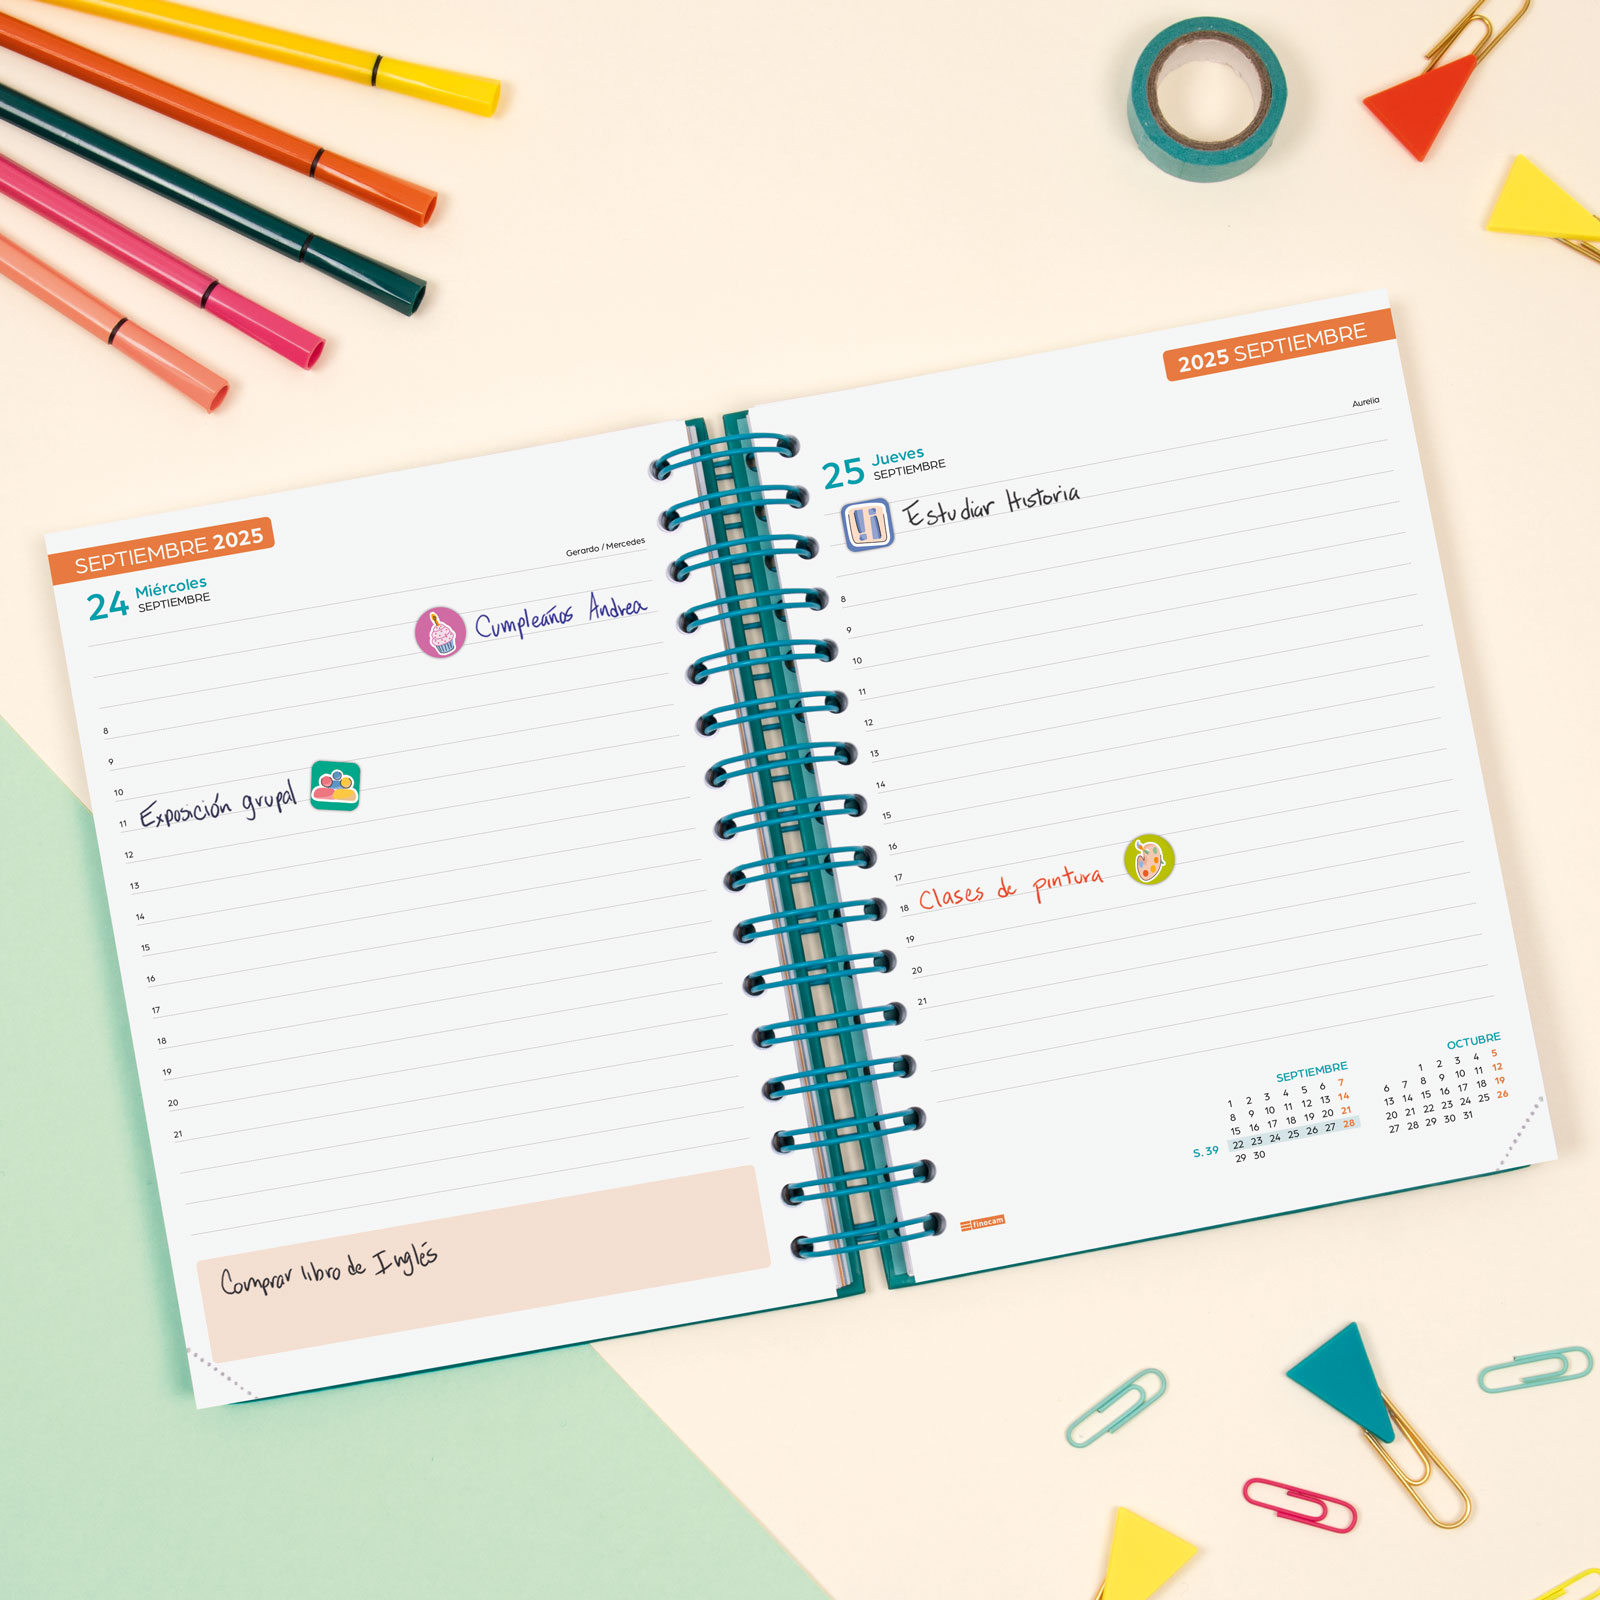 SEPTIEMBRE 2025
24 Miércoles
SEPTIEMBRE
Gerardo / Mercedes
Cumpleaños Andrea
8
9
10
11 Exposición grupal
12
13
14
15
16
17
18
19
20
21
Comprar libro de Inglés
2025 SEPTIEMBRE
Aurelia
25 Jueves
SEPTIEMBRE
Estudiar Historia
8
9
10
11
12
13
14
15
16
17
18 Clases de pintura
19
20
21
SEPTIEMBRE
1 2 3 4 5 6 7
8 9 10 11 12 13 14
15 16 17 18 19 20 21
S. 39 22 23 24 25 26 27 28
29 30
OCTUBRE
1 2 3 4 5
6 7 8 9 10 11 12
13 14 15 16 17 18 19
20 21 22 23 24 25 26
27 28 29 30 31
finocam